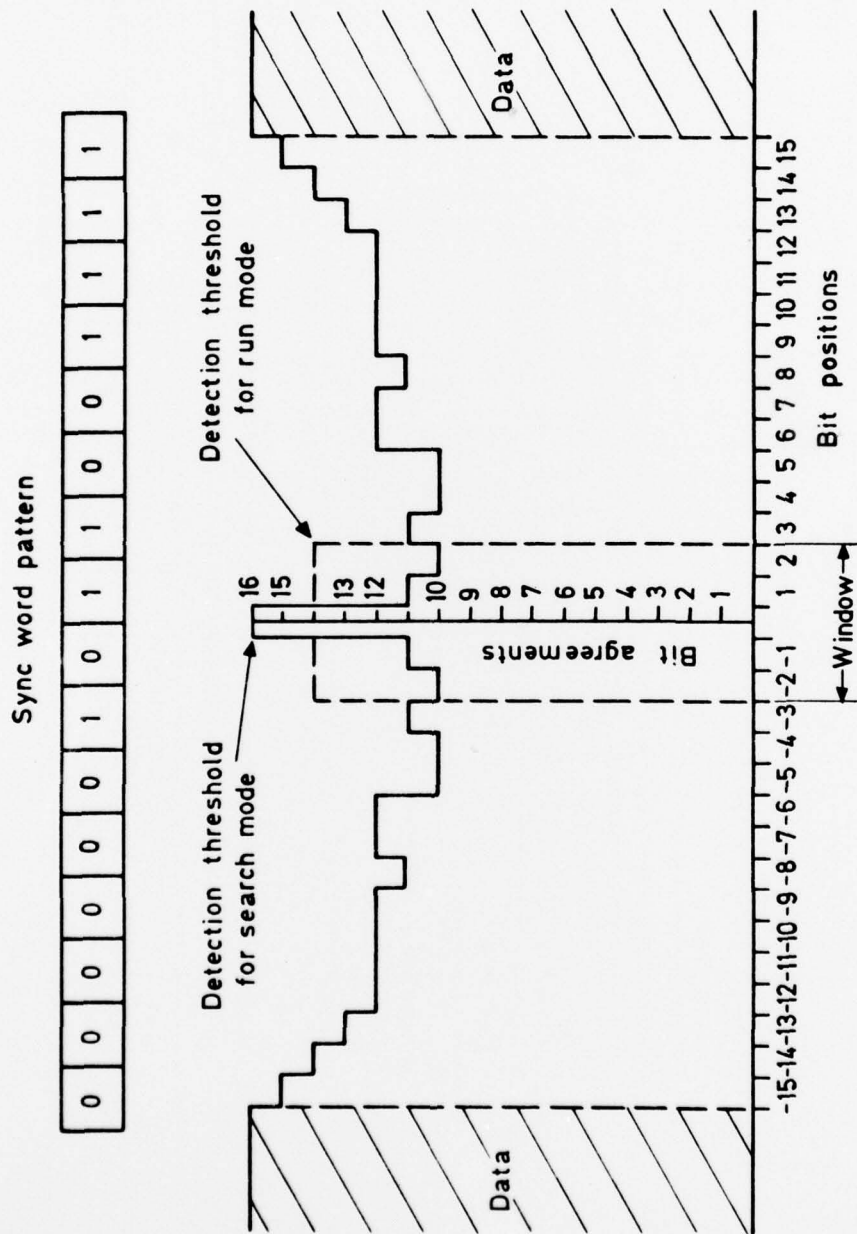 Sync word pattern
0 0 0 0 0 0 1 0 1 1 0 0 1 1 1 1
Detection threshold
for search mode
Detection threshold
for run mode
16
15
13
12
10
9
8
7
6
5
4
3
2
1
Bit agreements
Data
Data
-15 -14 -13 -12 -11 -10 -9 -8 -7 -6 -5 -4 -3 -2 -1 1 2 3 4 5 6 7 8 9 10 11 12 13 14 15
Window
Bit positions